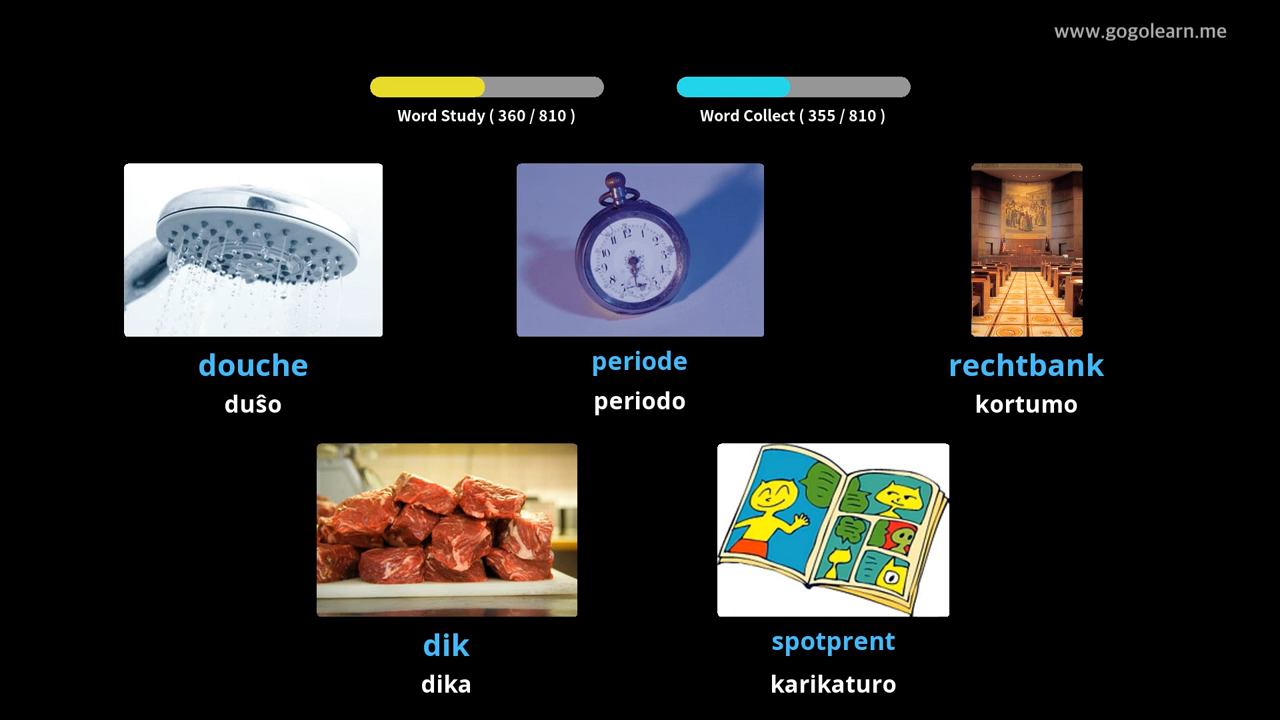 www.gogolearn.me
Word Study ( 360 / 810 )
Word Collect ( 355 / 810 )
douche
duŝo
periode
periodo
rechtbank
kortumo
dik
dika
spotprent
karikaturo